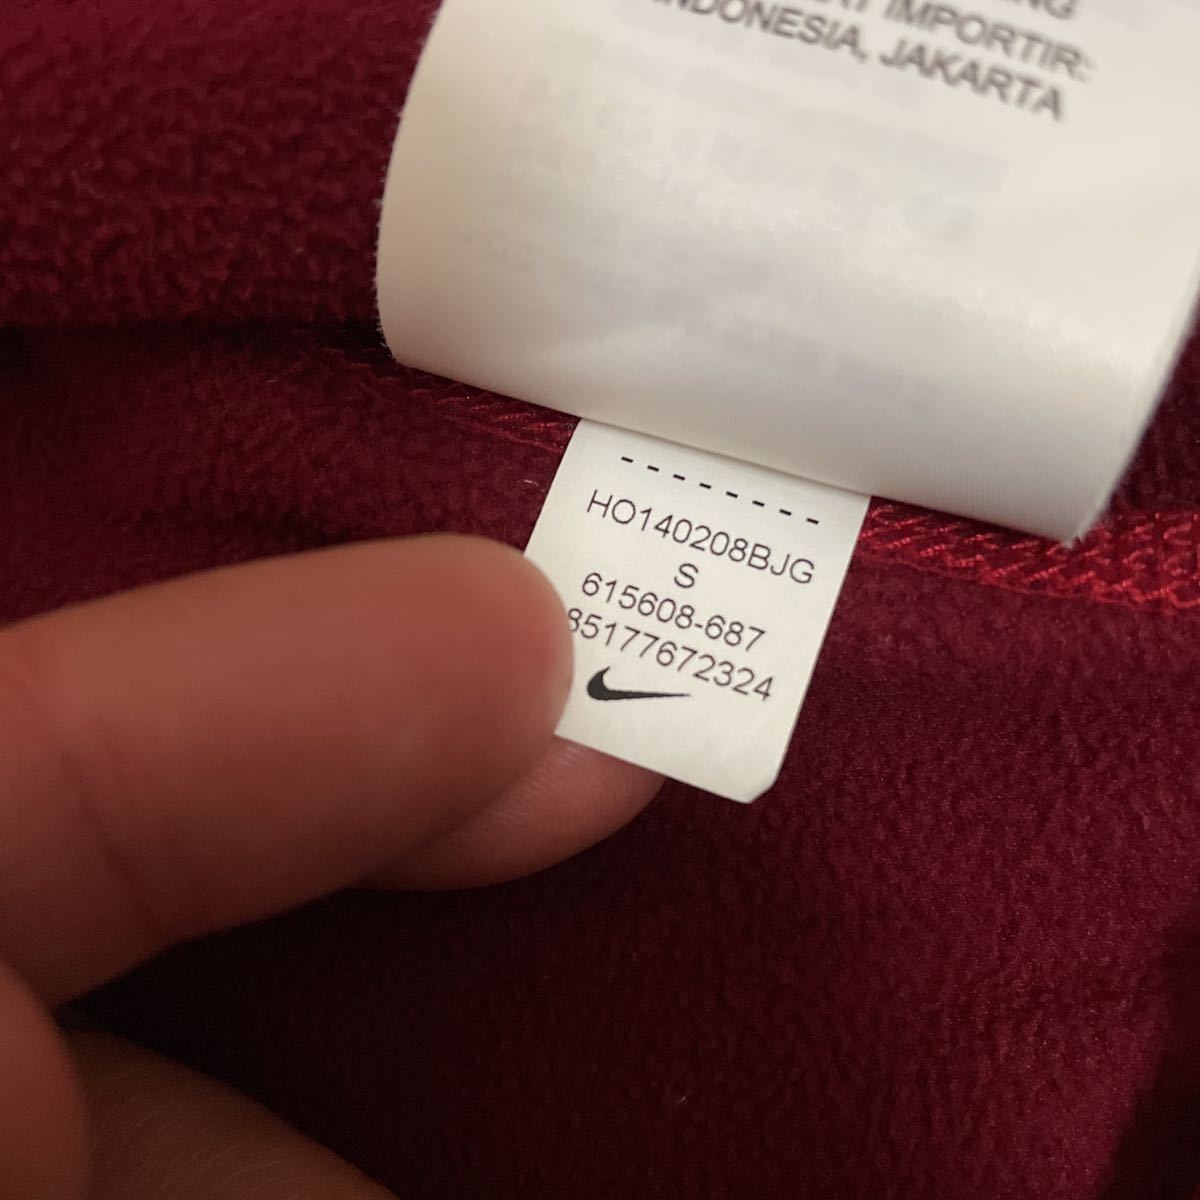 IMPORTIR:
INDONESIA, JAKARTA
--------
HO140208BJG
S
615608-687
85177672324